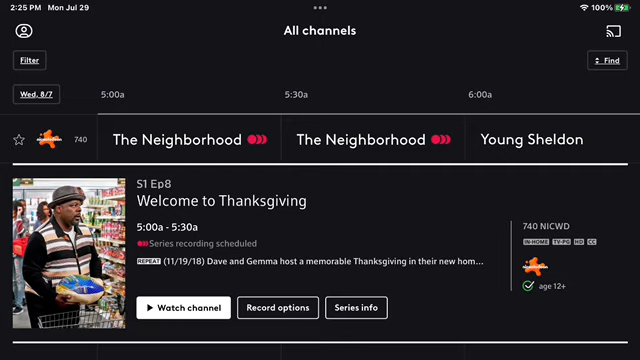 2:25 PM Mon Jul 29
100%
All channels
Filter
Find
Wed, 8/7
5:00a
5:30a
6:00a
740
The Neighborhood
The Neighborhood
Young Sheldon
S1 Ep8
Welcome to Thanksgiving
5:00a - 5:30a
Series recording scheduled
REPEAT (11/19/18) Dave and Gemma host a memorable Thanksgiving in their new hom...
740 NICWD
IN-HOME TV-PG HD CC
age 12+
Watch channel
Record options
Series info